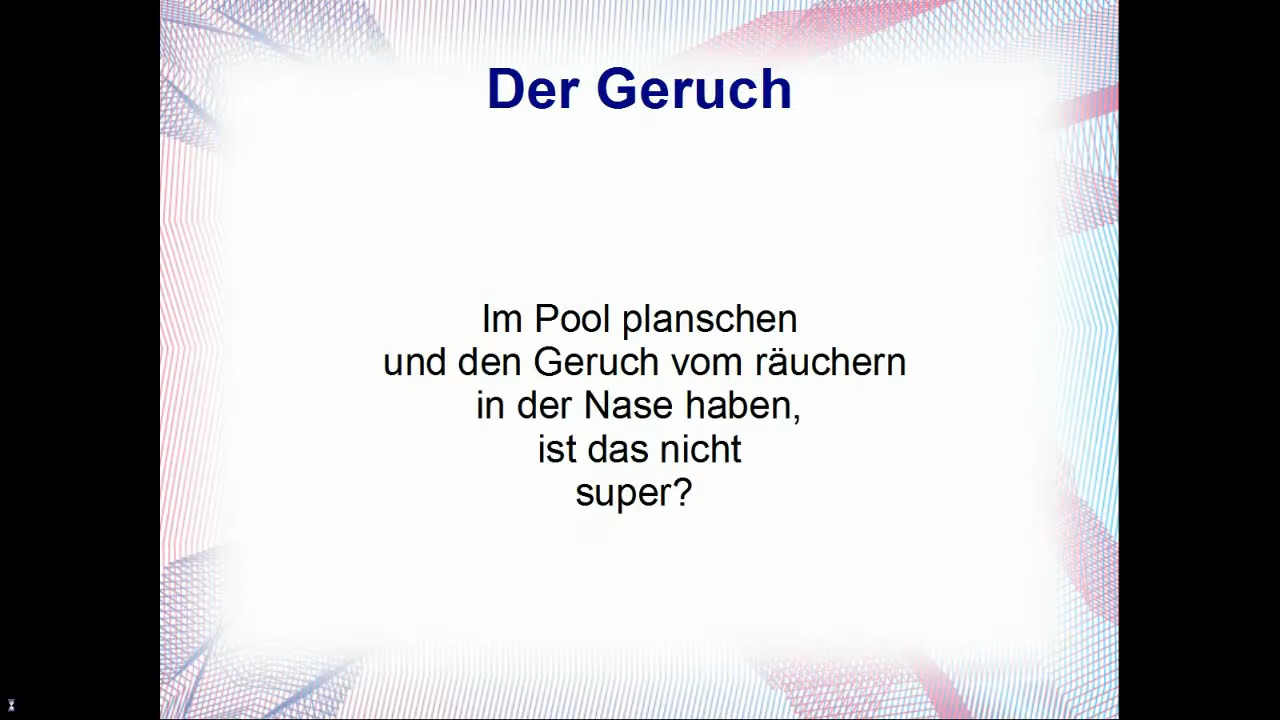 Der Geruch
Im Pool planschen
und den Geruch vom räuchern
in der Nase haben,
ist das nicht
super?